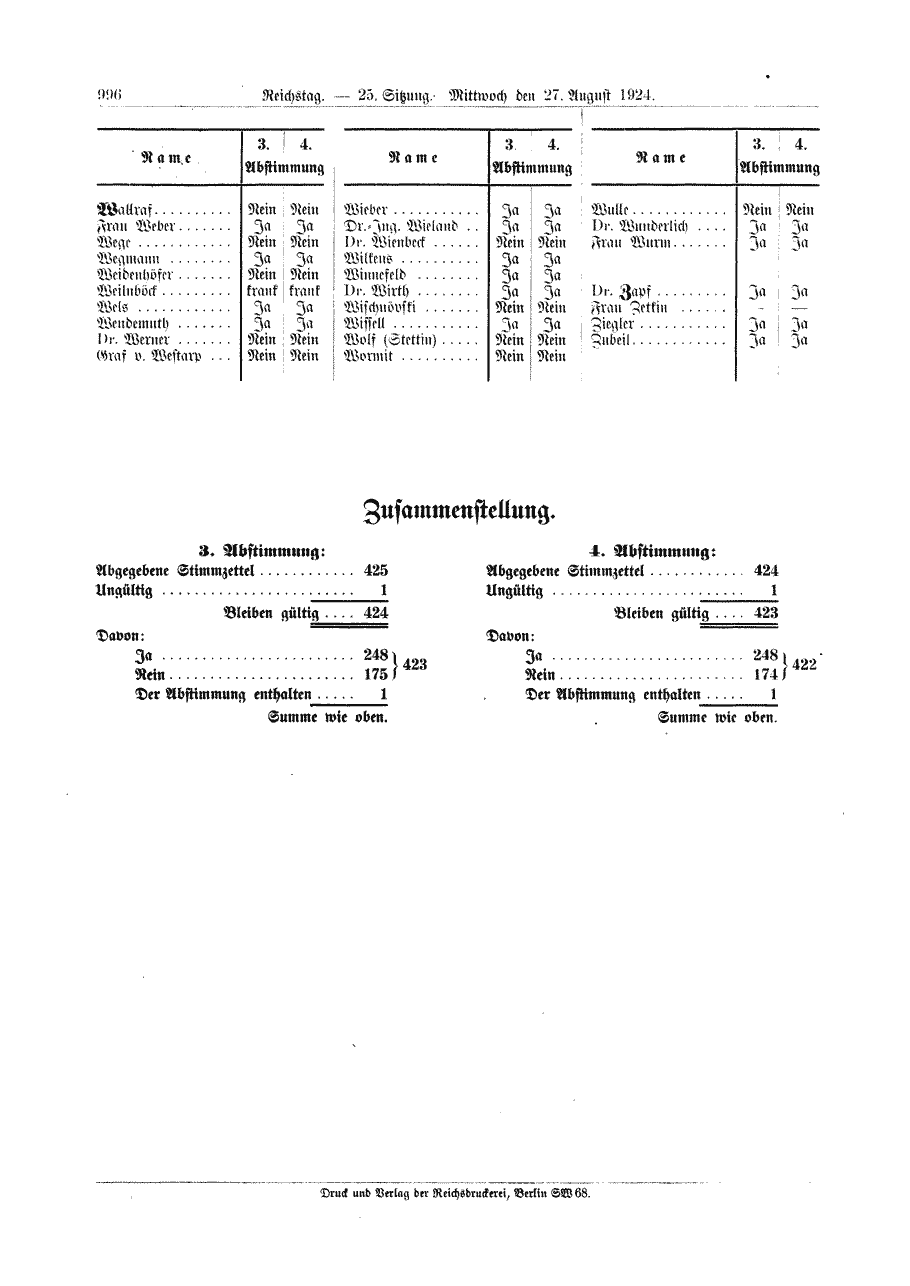 996 Reichstag. — 25. Sitzung. Mittwoch den 27. August 1924.
Name 3. 4. Abstimmung
Wallraf . . . . . . . . . . Nein Nein
Frau Weber . . . . . . . Ja Ja
Wege . . . . . . . . . . . . Nein Nein
Wegmann . . . . . . . . Ja Ja
Weidenhöfer . . . . . . . Nein Nein
Weilnböck . . . . . . . . . krank krank
Wels . . . . . . . . . . . . Ja Ja
Wendemuth . . . . . . . Ja Ja
Dr. Werner . . . . . . . Nein Nein
Graf v. Westarp . . . Nein Nein
Name 3. 4. Abstimmung
Wieber . . . . . . . . . . . Ja Ja
Dr.-Ing. Wieland . . Ja Ja
Dr. Wienbeck . . . . . . Nein Nein
Wilkens . . . . . . . . . . Ja Ja
Winnefeld . . . . . . . . Ja Ja
Dr. Wirth . . . . . . . . Ja Ja
Wischnövski . . . . . . . Nein Nein
Wissell . . . . . . . . . . . Ja Ja
Wolf (Stettin) . . . . . Nein Nein
Wormit . . . . . . . . . . Nein Nein
Name 3. 4. Abstimmung
Wulle . . . . . . . . . . . . Nein Nein
Dr. Wunderlich . . . . Ja Ja
Frau Wurm . . . . . . . Ja Ja
Dr. Zapf . . . . . . . . . Ja Ja
Frau Zetkin . . . . . . – —
Ziegler . . . . . . . . . . . Ja Ja
Zubeil . . . . . . . . . . . . Ja Ja
Zusammenstellung.
3. Abstimmung:
Abgegebene Stimmzettel . . . . . . . . . . . . 425
Ungültig . . . . . . . . . . . . . . . . . . . . . . . . 1
Bleiben gültig . . . . 424
Davon:
Ja . . . . . . . . . . . . . . . . . . . . . . . . 248 } 423
Nein . . . . . . . . . . . . . . . . . . . . . . . 175
Der Abstimmung enthalten . . . . . 1
Summe wie oben.
4. Abstimmung:
Abgegebene Stimmzettel . . . . . . . . . . . . 424
Ungültig . . . . . . . . . . . . . . . . . . . . . . . . 1
Bleiben gültig . . . . 423
Davon:
Ja . . . . . . . . . . . . . . . . . . . . . . . . 248 } 422
Nein . . . . . . . . . . . . . . . . . . . . . . . 174
Der Abstimmung enthalten . . . . . 1
Summe wie oben.
Druck und Verlag der Reichsdruckerei, Berlin SW 68.